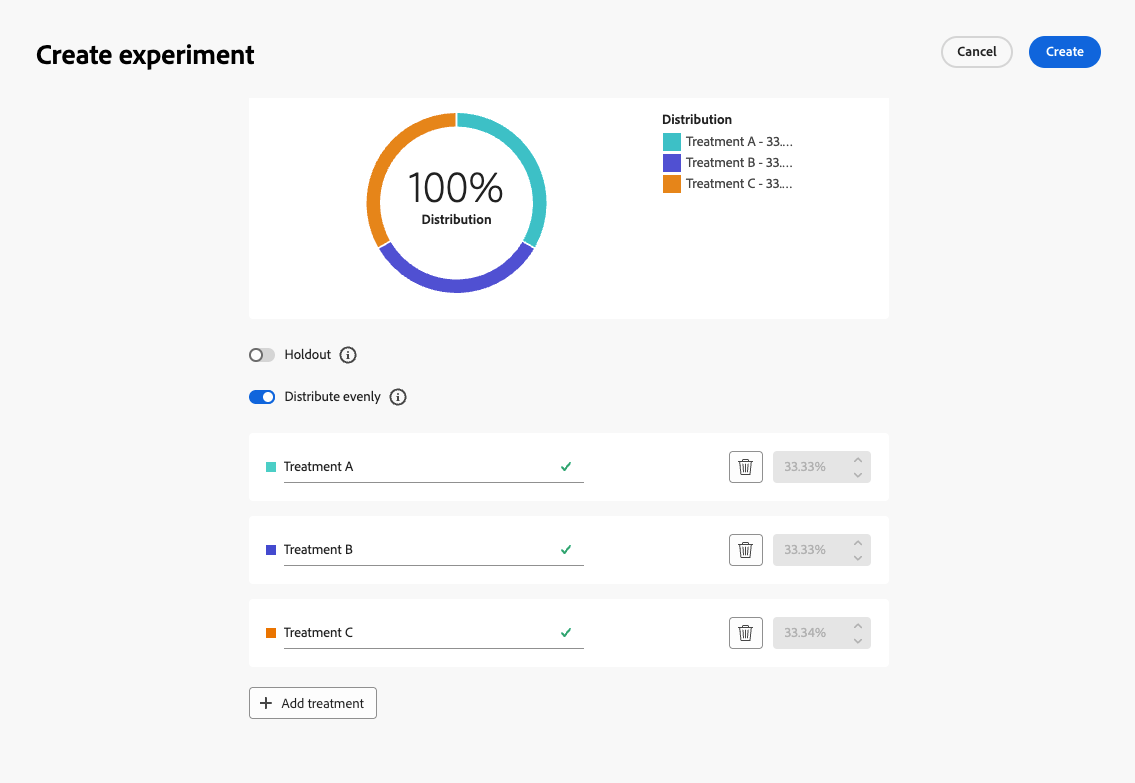 Create experiment
Cancel
Create
100%
Distribution
Distribution
Treatment A - 33....
Treatment B - 33....
Treatment C - 33....
Holdout
Distribute evenly
Treatment A
33.33%
Treatment B
33.33%
Treatment C
33.34%
Add treatment